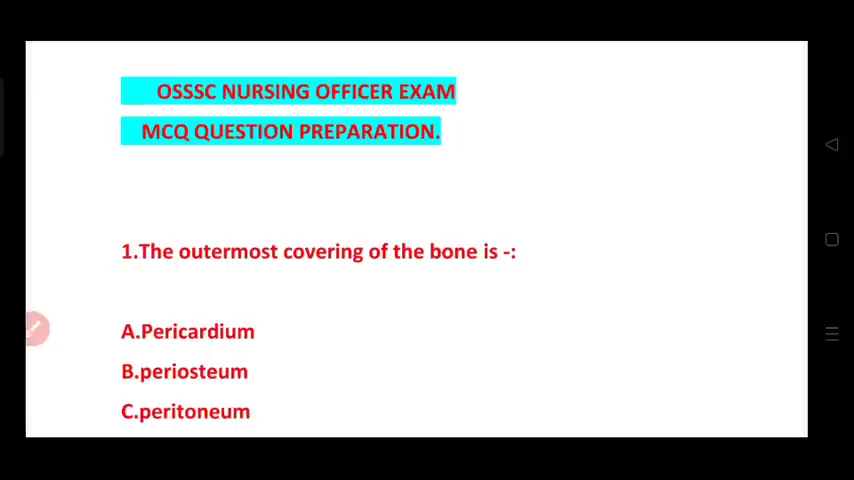 OSSSC NURSING OFFICER EXAM
MCQ QUESTION PREPARATION.
1.The outermost covering of the bone is -:
A.Pericardium
B.periosteum
C.peritoneum